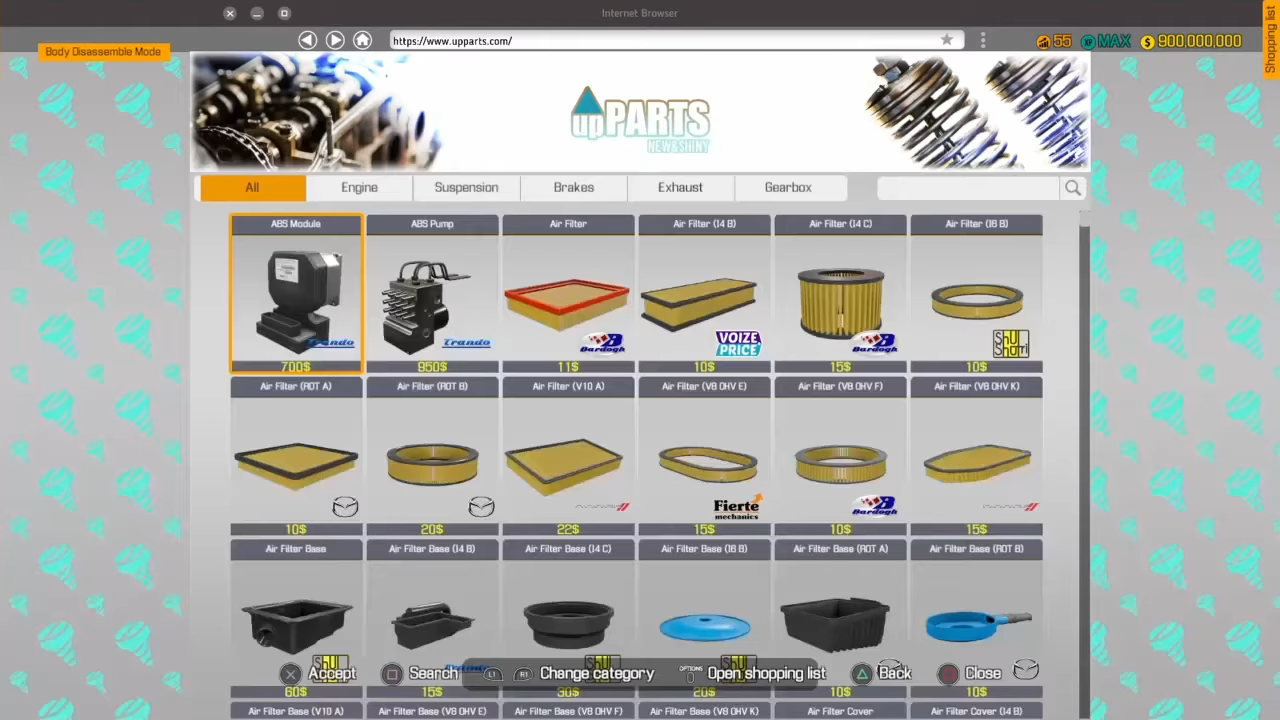 Internet Browser
https://www.upparts.com/
Body Disassemble Mode
55 XP MAX $ 900,000,000
Shopping list
upPARTS
NEW&SHINY
All Engine Suspension Brakes Exhaust Gearbox
ABS Module ABS Pump Air Filter Air Filter (I4 B) Air Filter (I4 C) Air Filter (I6 B)
Trando Trando Bardogh VOIZE PRICE Bardogh Shu Shuri
700$ 950$ 11$ 10$ 15$ 10$
Air Filter (ROT A) Air Filter (ROT B) Air Filter (V10 A) Air Filter (V8 OHV E) Air Filter (V8 OHV F) Air Filter (V8 OHV K)
Fierte mechanics Bardogh
10$ 20$ 22$ 15$ 10$ 15$
Air Filter Base Air Filter Base (I4 B) Air Filter Base (I4 C) Air Filter Base (I6 B) Air Filter Base (ROT A) Air Filter Base (ROT B)
Accept Search L1 R1 Change category OPTIONS Open shopping list Back Close
60$ 15$ 30$ 20$ 10$ 10$
Air Filter Base (V10 A) Air Filter Base (V8 OHV E) Air Filter Base (V8 OHV F) Air Filter Base (V8 OHV K) Air Filter Cover Air Filter Cover (I4 B)